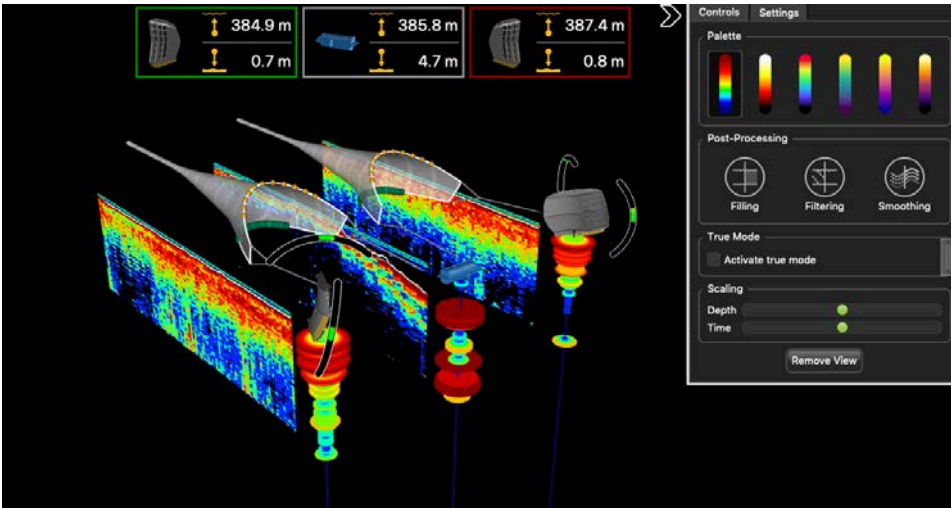 384.9 m
0.7 m
385.8 m
4.7 m
387.4 m
0.8 m
Controls Settings
Palette
Post-Processing
Filling Filtering Smoothing
True Mode
Activate true mode
Scaling
Depth
Time
Remove View